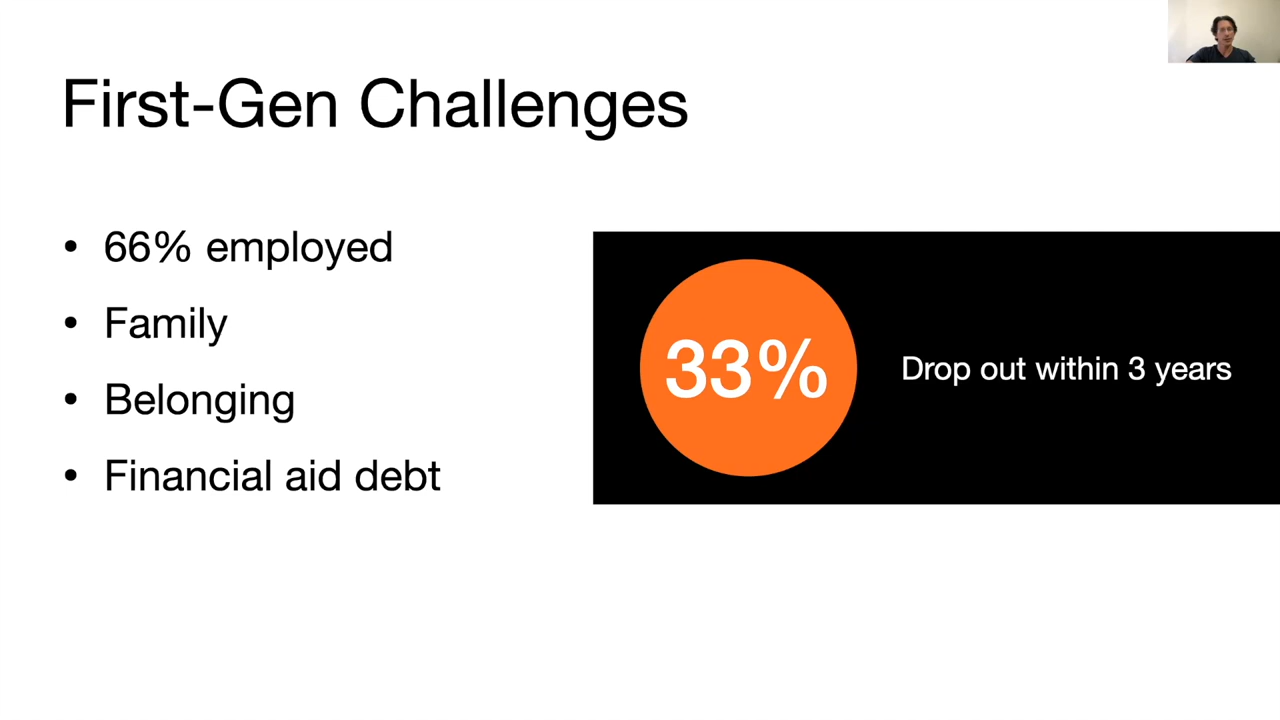 First-Gen Challenges
• 66% employed
• Family
• Belonging
• Financial aid debt
33%
Drop out within 3 years